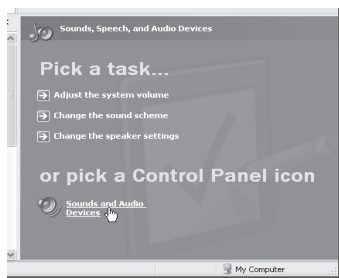 Sounds, Speech, and Audio Devices
Pick a task...
Adjust the system volume
Change the sound scheme
Change the speaker settings
or pick a Control Panel icon
Sounds and Audio
Devices
My Computer